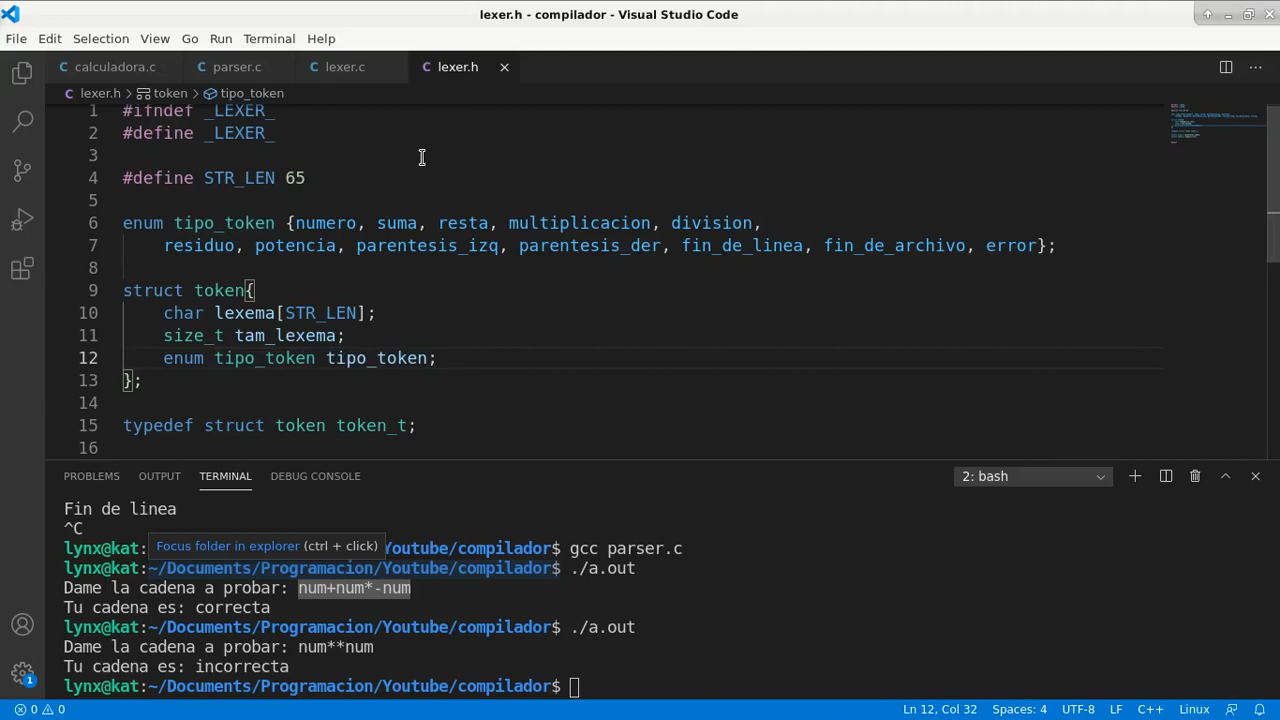 lexer.h - compilador - Visual Studio Code
File Edit Selection View Go Run Terminal Help
C calculadora.c C parser.c C lexer.c C lexer.h
C lexer.h > token > tipo_token
1 #ifndef _LEXER_
2 #define _LEXER_
3
4 #define STR_LEN 65
5
6 enum tipo_token {numero, suma, resta, multiplicacion, division,
7 residuo, potencia, parentesis_izq, parentesis_der, fin_de_linea, fin_de_archivo, error};
8
9 struct token{
10 char lexema[STR_LEN];
11 size_t tam_lexema;
12 enum tipo_token tipo_token;
13 };
14
15 typedef struct token token_t;
16
PROBLEMS OUTPUT TERMINAL DEBUG CONSOLE 2: bash
Fin de linea
^C
Focus folder in explorer (ctrl + click)
lynx@kat: Youtube/compilador$ gcc parser.c
lynx@kat:~/Documents/Programacion/Youtube/compilador$ ./a.out
Dame la cadena a probar: num+num*-num
Tu cadena es: correcta
lynx@kat:~/Documents/Programacion/Youtube/compilador$ ./a.out
Dame la cadena a probar: num**num
Tu cadena es: incorrecta
lynx@kat:~/Documents/Programacion/Youtube/compilador$
1
0 0 Ln 12, Col 32 Spaces: 4 UTF-8 LF C++ Linux